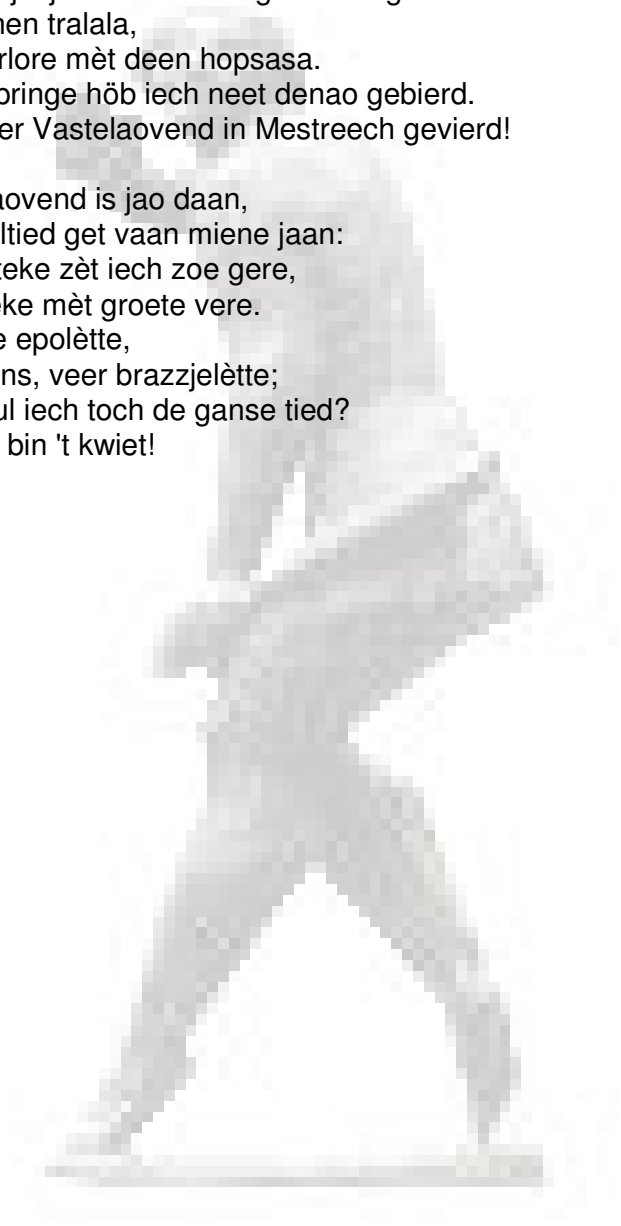 nen tralala,
rlore mèt deen hopsasa.
pringe höb iech neet denao gebierd.
er Vastelaovend in Mestreech gevierd!
aovend is jao daan,
ltied get vaan miene jaan:
teke zèt iech zoe gere,
ke mèt groete vere.
e epolètte,
ns, veer brazzjelètte;
ul iech toch de ganse tied?
bin 't kwiet!